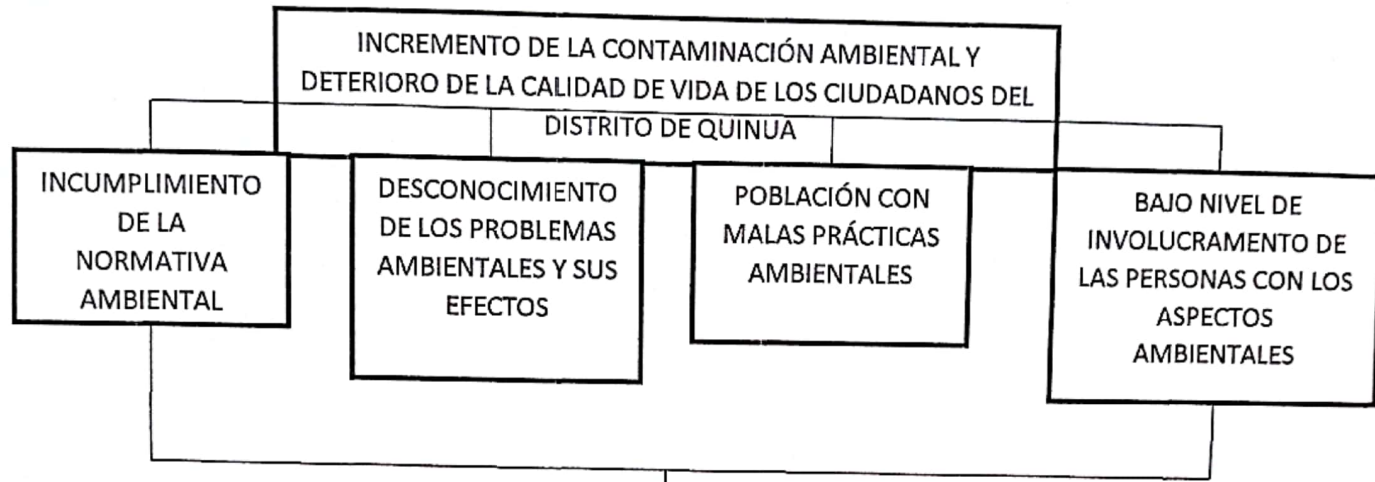 INCREMENTO DE LA CONTAMINACIÓN AMBIENTAL Y
DETERIORO DE LA CALIDAD DE VIDA DE LOS CIUDADANOS DEL
DISTRITO DE QUINUA
INCUMPLIMIENTO
DE LA
NORMATIVA
AMBIENTAL
DESCONOCIMIENTO
DE LOS PROBLEMAS
AMBIENTALES Y SUS
EFECTOS
POBLACIÓN CON
MALAS PRÁCTICAS
AMBIENTALES
BAJO NIVEL DE
INVOLUCRAMENTO DE
LAS PERSONAS CON LOS
ASPECTOS
AMBIENTALES